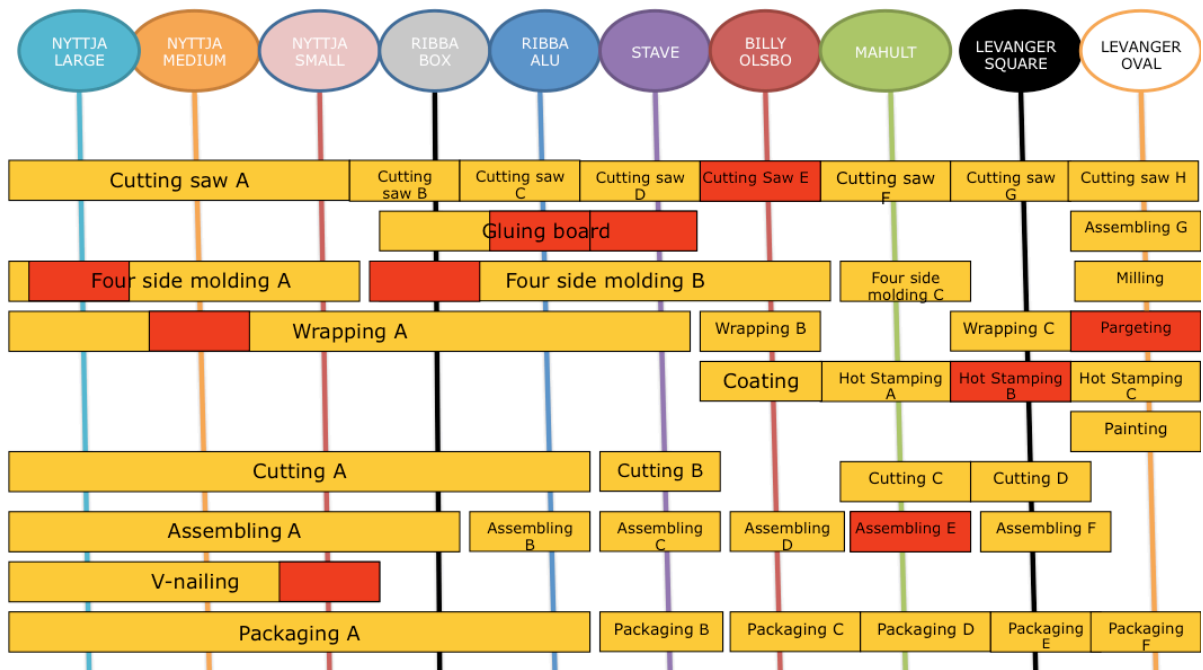 NYTTJA
LARGE
NYTTJA
MEDIUM
NYTTJA
SMALL
RIBBA
BOX
RIBBA
ALU
STAVE
BILLY
OLSBO
MAHULT
LEVANGER
SQUARE
LEVANGER
OVAL
Cutting saw A
Cutting
saw B
Cutting saw
C
Cutting saw
D
Cutting Saw E
Cutting saw
F
Cutting saw
G
Cutting saw H
Gluing board
Assembling G
Four side molding A
Four side molding B
Four side
molding C
Milling
Wrapping A
Wrapping B
Wrapping C
Pargeting
Coating
Hot Stamping
A
Hot Stamping
B
Hot Stamping
C
Painting
Cutting A
Cutting B
Cutting C
Cutting D
Assembling A
Assembling
B
Assembling
C
Assembling
D
Assembling E
Assembling F
V-nailing
Packaging A
Packaging B
Packaging C
Packaging D
Packaging
E
Packaging
F